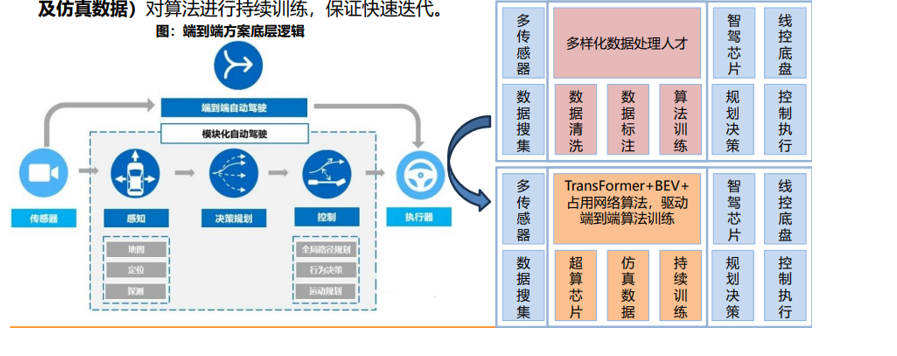 及仿真数据）对算法进行持续训练，保证快速迭代。
图：端到端方案底层逻辑
端到端自动驾驶
模块化自动驾驶
传感器
感知
决策规划
控制
执行器
地图
定位
探测
全局路径规划
行为决策
运动规划
多传感器
多样化数据处理人才
智驾芯片
线控底盘
数据搜集
数据清洗
数据标注
算法训练
规划决策
控制执行
多传感器
TransFormer+BEV+
占用网络算法，驱动
端到端算法训练
智驾芯片
线控底盘
数据搜集
超算芯片
仿真数据
持续训练
规划决策
控制执行